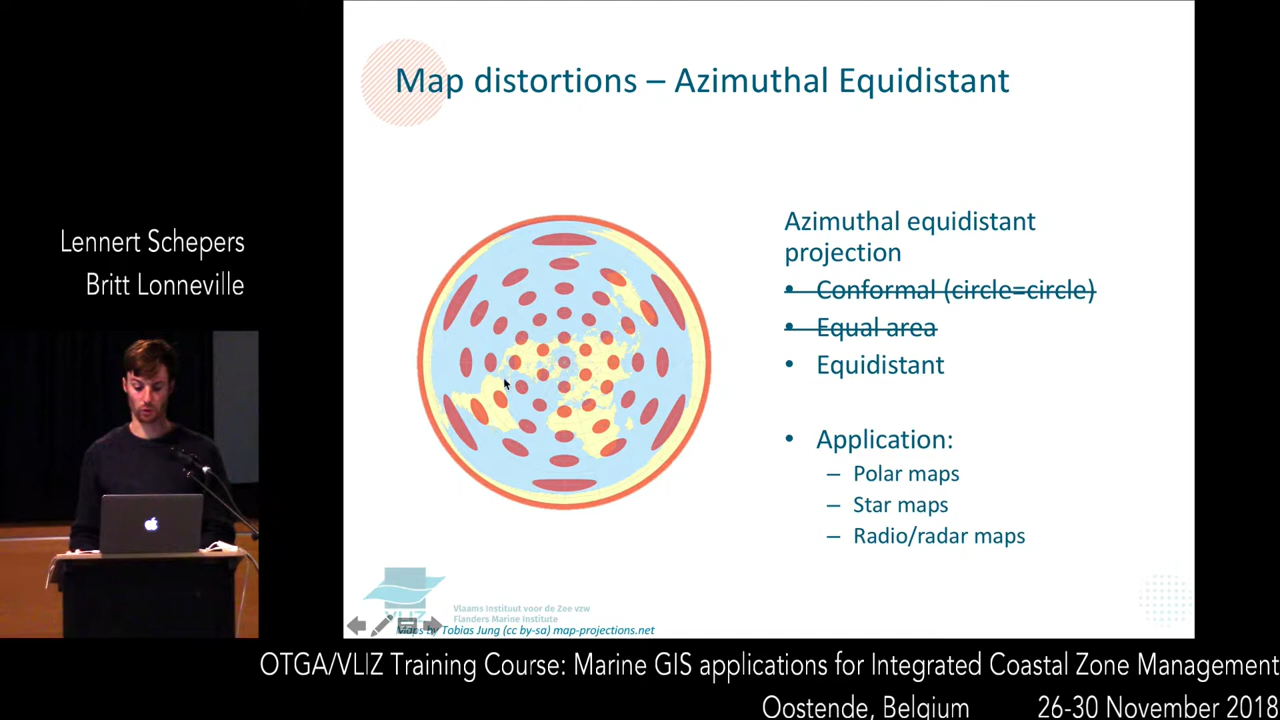 Map distortions – Azimuthal Equidistant
Lennert Schepers
Britt Lonneville
Azimuthal equidistant
projection
• Conformal (circle=circle)
• Equal area
• Equidistant
• Application:
– Polar maps
– Star maps
– Radio/radar maps
VLIZ
Vlaams Instituut voor de Zee vzw
Flanders Marine Institute
Maps by Tobias Jung (cc by-sa) map-projections.net
OTGA/VLIZ Training Course: Marine GIS applications for Integrated Coastal Zone Management
Oostende, Belgium 26-30 November 2018